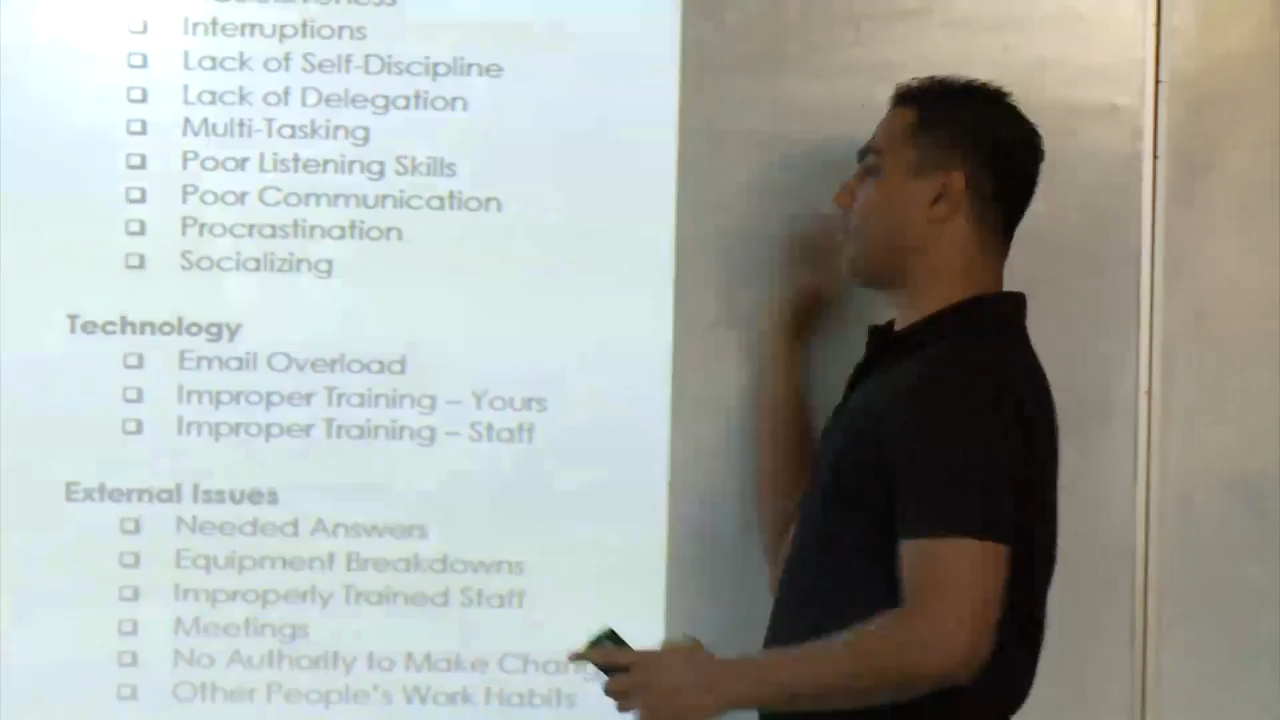 Interruptions
Lack of Self-Discipline
Lack of Delegation
Multi-Tasking
Poor Listening Skills
Poor Communication
Procrastination
Socializing
Technology
Email Overload
Improper Training – Yours
Improper Training – Staff
External Issues
Needed Answers
Equipment Breakdowns
Improperly Trained Staff
Meetings
No Authority to Make
Other People's Work Habits